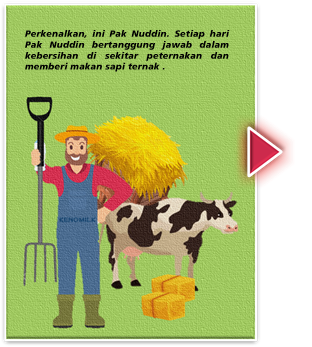 Perkenalkan, ini Pak Nuddin. Setiap hari
Pak Nuddin bertanggung jawab dalam
kebersihan di sekitar peternakan dan
memberi makan sapi ternak .
KENOMILK